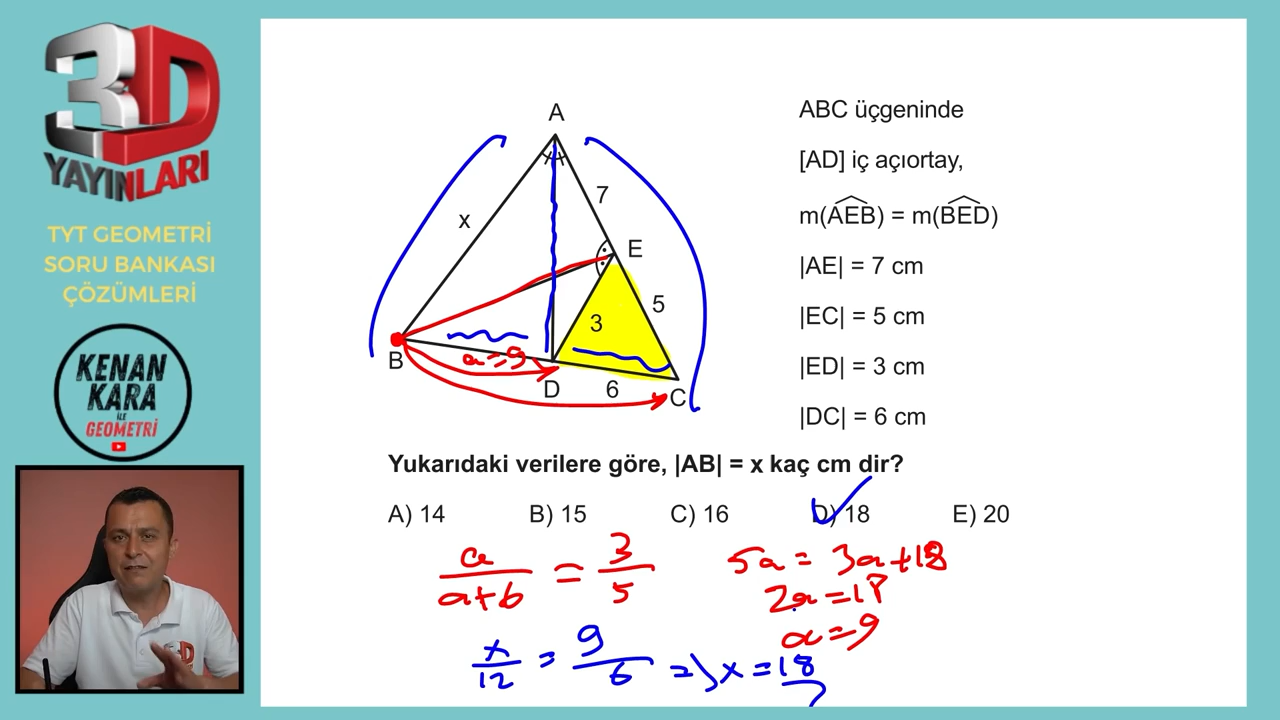 3D
YAYINLARI
TYT GEOMETRİ
SORU BANKASI
ÇÖZÜMLERİ
KENAN
KARA
İLE
GEOMETRİ
3D
A
x
7
E
5
3
B
a=9
D
6
C
ABC üçgeninde
[AD] iç açıortay,
m(AEB) = m(BED)
|AE| = 7 cm
|EC| = 5 cm
|ED| = 3 cm
|DC| = 6 cm
Yukarıdaki verilere göre, |AB| = x kaç cm dir?
A) 14 B) 15 C) 16 D) 18 E) 20
a/a+b = 3/5
5a = 3a+18
2a=18
a=9
x/12 = 9/6 => x = 18